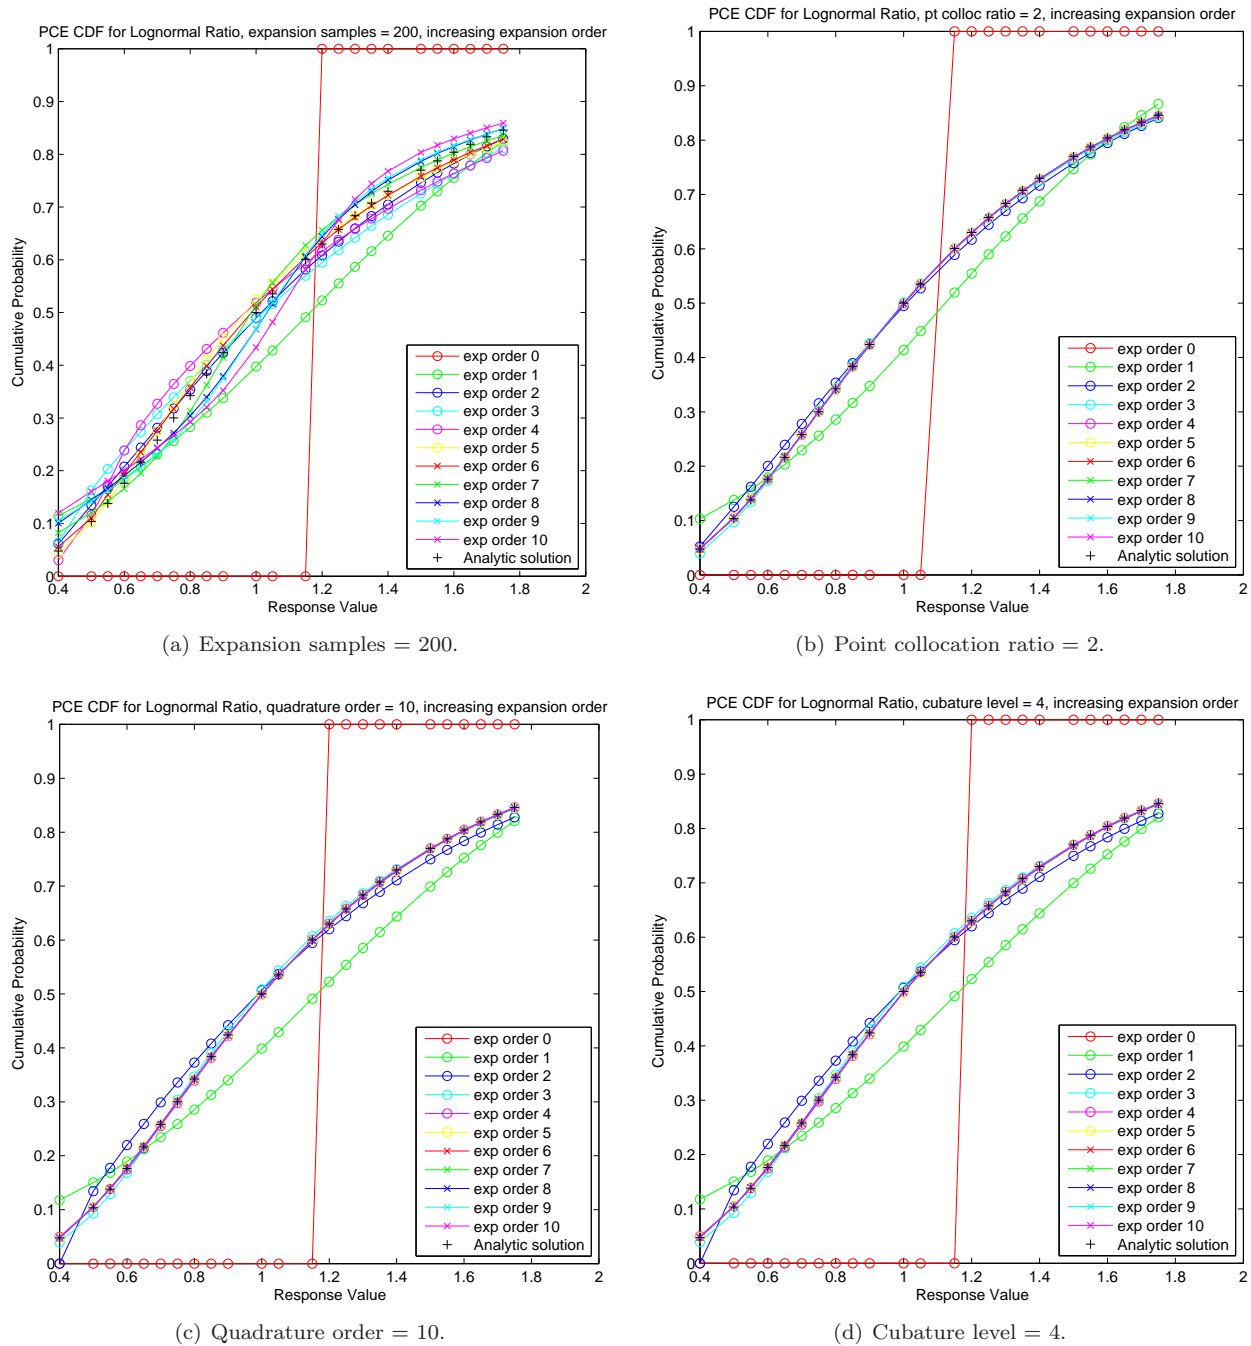 PCE CDF for Lognormal Ratio, expansion samples = 200, increasing expansion order
1
0.9
0.8
0.7
0.6
0.5
0.4
0.3
0.2
0.1
0
Cumulative Probability
0.4
0.6
0.8
1
1.2
1.4
1.6
1.8
2
Response Value
exp order 0
exp order 1
exp order 2
exp order 3
exp order 4
exp order 5
exp order 6
exp order 7
exp order 8
exp order 9
exp order 10
Analytic solution
(a) Expansion samples = 200.
PCE CDF for Lognormal Ratio, pt colloc ratio = 2, increasing expansion order
1
0.9
0.8
0.7
0.6
0.5
0.4
0.3
0.2
0.1
0
Cumulative Probability
0.4
0.6
0.8
1
1.2
1.4
1.6
1.8
2
Response Value
exp order 0
exp order 1
exp order 2
exp order 3
exp order 4
exp order 5
exp order 6
exp order 7
exp order 8
exp order 9
exp order 10
Analytic solution
(b) Point collocation ratio = 2.
PCE CDF for Lognormal Ratio, quadrature order = 10, increasing expansion order
1
0.9
0.8
0.7
0.6
0.5
0.4
0.3
0.2
0.1
0
Cumulative Probability
0.4
0.6
0.8
1
1.2
1.4
1.6
1.8
2
Response Value
exp order 0
exp order 1
exp order 2
exp order 3
exp order 4
exp order 5
exp order 6
exp order 7
exp order 8
exp order 9
exp order 10
Analytic solution
(c) Quadrature order = 10.
PCE CDF for Lognormal Ratio, cubature level = 4, increasing expansion order
1
0.9
0.8
0.7
0.6
0.5
0.4
0.3
0.2
0.1
0
Cumulative Probability
0.4
0.6
0.8
1
1.2
1.4
1.6
1.8
2
Response Value
exp order 0
exp order 1
exp order 2
exp order 3
exp order 4
exp order 5
exp order 6
exp order 7
exp order 8
exp order 9
exp order 10
Analytic solution
(d) Cubature level = 4.